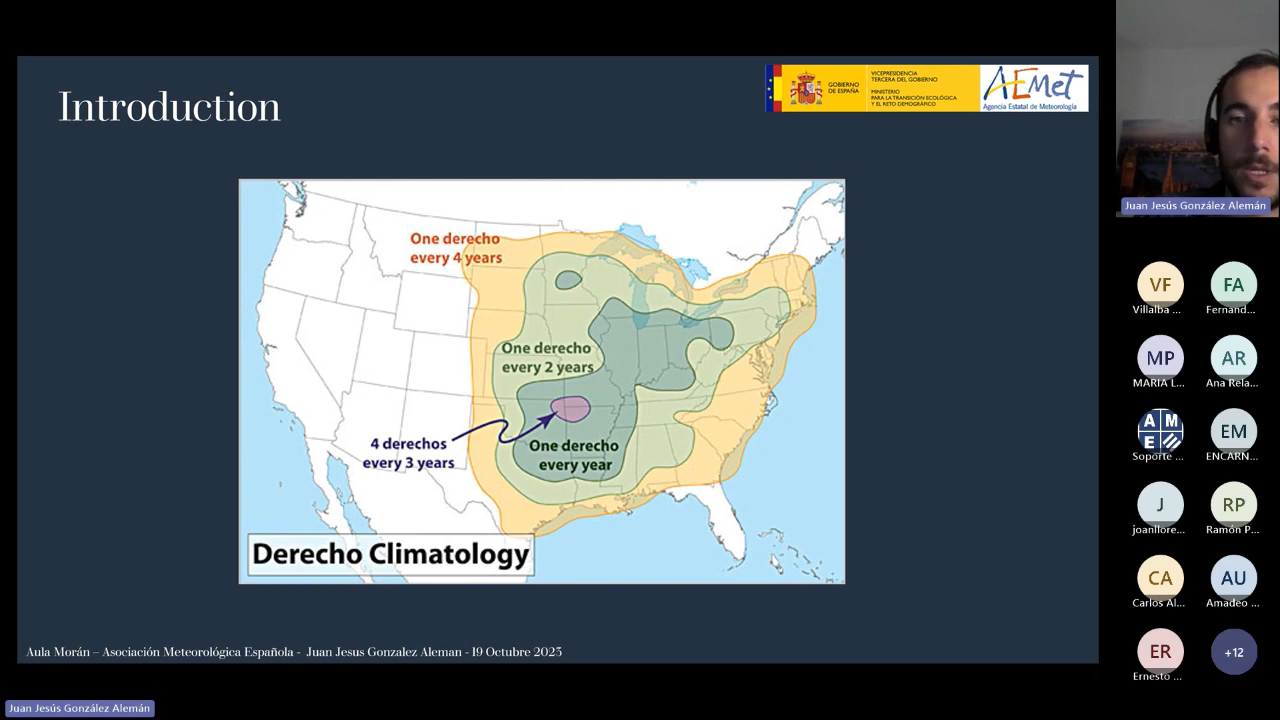 Introduction
GOBIERNO
DE ESPAÑA
VICEPRESIDENCIA
TERCERA DEL GOBIERNO
MINISTERIO
PARA LA TRANSICIÓN ECOLÓGICA
Y EL RETO DEMOGRÁFICO
AEMet
Agencia Estatal de Meteorología
One derecho
every 4 years
One derecho
every 2 years
4 derechos
every 3 years
One derecho
every year
Derecho Climatology
Aula Morán – Asociación Meteorológica Española - Juan Jesus Gonzalez Aleman - 19 Octubre 2023
Juan Jesús González Alemán
Juan Jesús González Alemán
VF
Villalba ...
FA
Fernand...
MP
MARIA L...
AR
Ana Rela...
A M
E
Soporte ...
EM
ENCARN...
J
joanllore...
RP
Ramón P...
CA
Carlos Al...
AU
Amadeo ...
ER
Ernesto ...
+12